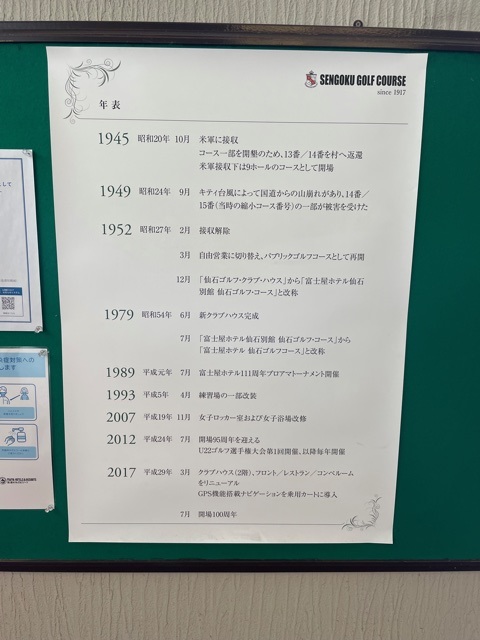 SENGOKU GOLF COURSE
since 1917
年表
1945 昭和20年 10月 米軍に接収
コース一部を開墾のため、13番/14番を村へ返還
米軍接収下は9ホールのコースとして開場
1949 昭和24年 9月 キティ台風によって国道からの山崩れがあり、14番/
15番(当時の縮小コース番号)の一部が被害を受けた
1952 昭和27年 2月 接収解除
3月 自由営業に切り替え、パブリックゴルフコースとして再開
12月 「仙石ゴルフ・クラブ・ハウス」から「富士屋ホテル仙石
別館 仙石ゴルフ・コース」と改称
1979 昭和54年 6月 新クラブハウス完成
7月 「富士屋ホテル仙石別館 仙石ゴルフ・コース」から
「富士屋ホテル 仙石ゴルフコース」と改称
1989 平成元年 7月 富士屋ホテル111周年プロアマトーナメント開催
1993 平成5年 4月 練習場の一部改装
2007 平成19年 11月 女子ロッカー室および女子浴場改修
2012 平成24年 7月 開場95周年を迎える
U22ゴルフ選手権大会第1回開催、以降毎年開催
2017 平成29年 3月 クラブハウス(2階)、フロント/レストラン/コンペルーム
をリニューアル
GPS機能搭載ナビゲーションを乗用カートに導入
7月 開場100周年